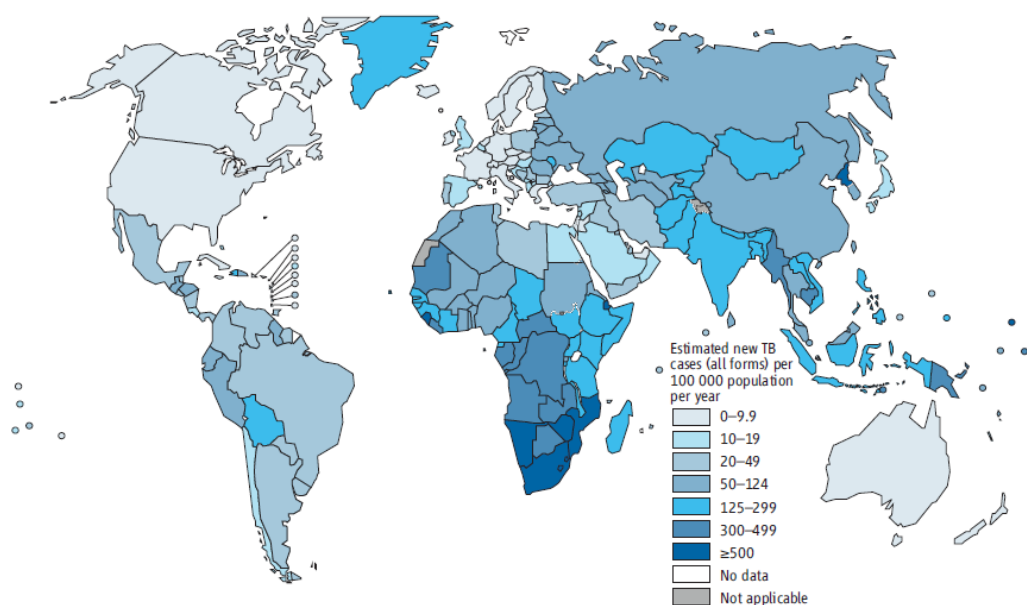 Estimated new TB
cases (all forms) per
100 000 population
per year
0–9.9
10–19
20–49
50–124
125–299
300–499
≥500
No data
Not applicable